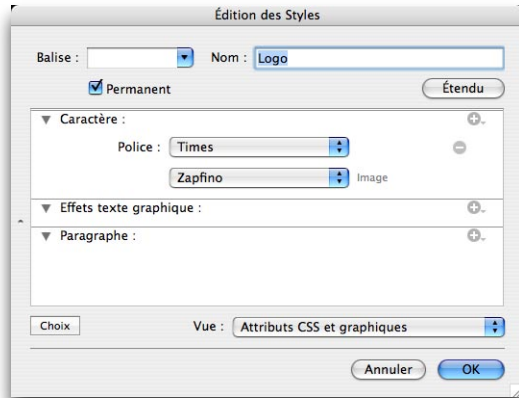 Édition des Styles
Balise : Nom : Logo
Permanent Étendu
Caractère :
Police : Times
Zapfino Image
Effets texte graphique :
Paragraphe :
Choix Vue : Attributs CSS et graphiques
Annuler OK